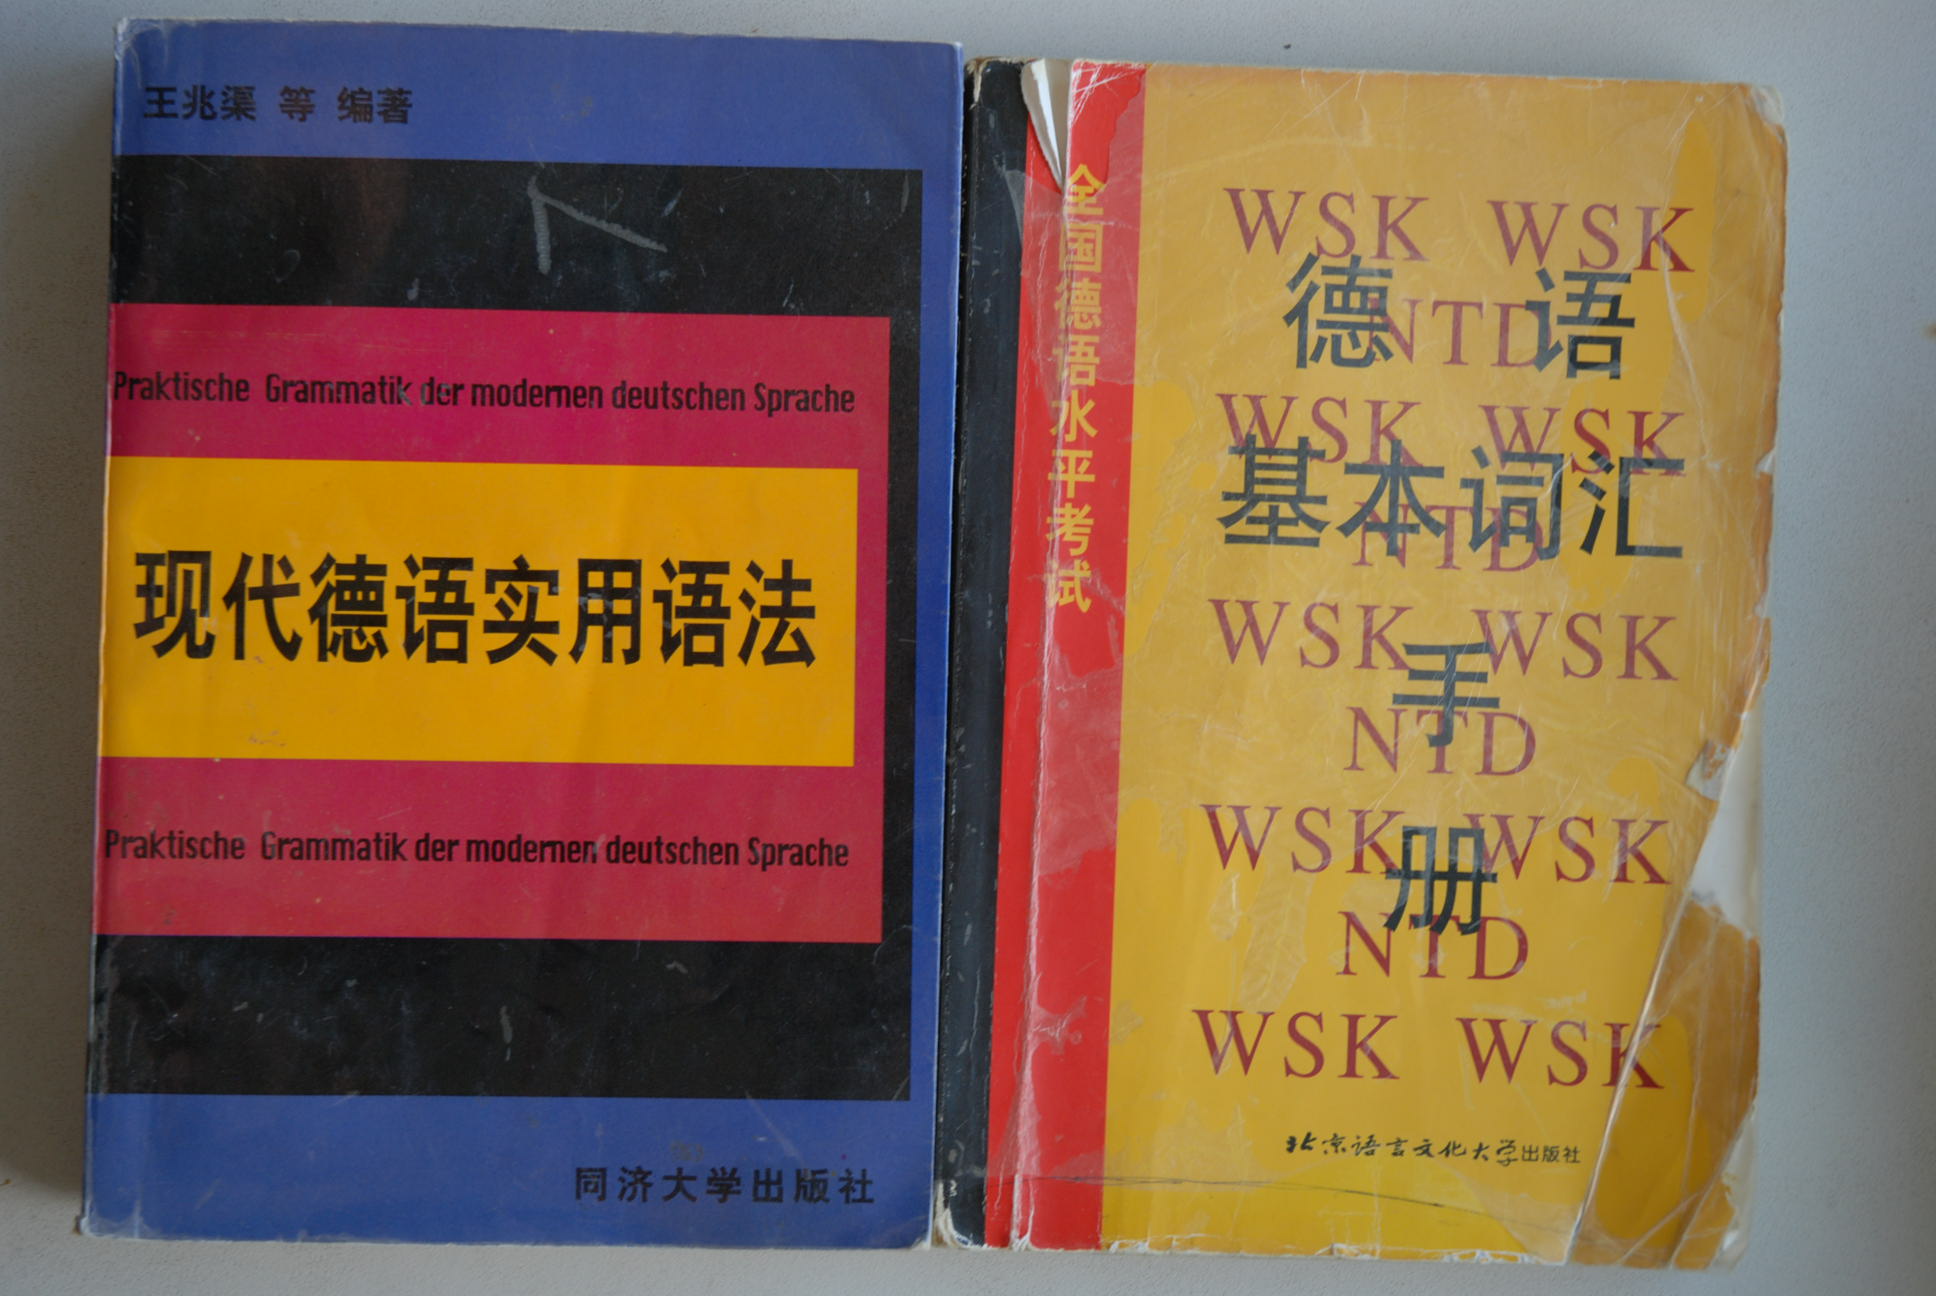 王兆渠 等 编著
Praktische Grammatik der modernen deutschen Sprache
现代德语实用语法
Praktische Grammatik der modernen deutschen Sprache
同济大学出版社
全国德语水平考试
WSK WSK
德语
NTD
WSK WSK
基本词汇
NTD
WSK WSK
手
NTD
WSK WSK
册
NTD
WSK WSK
北京语言文化大学出版社